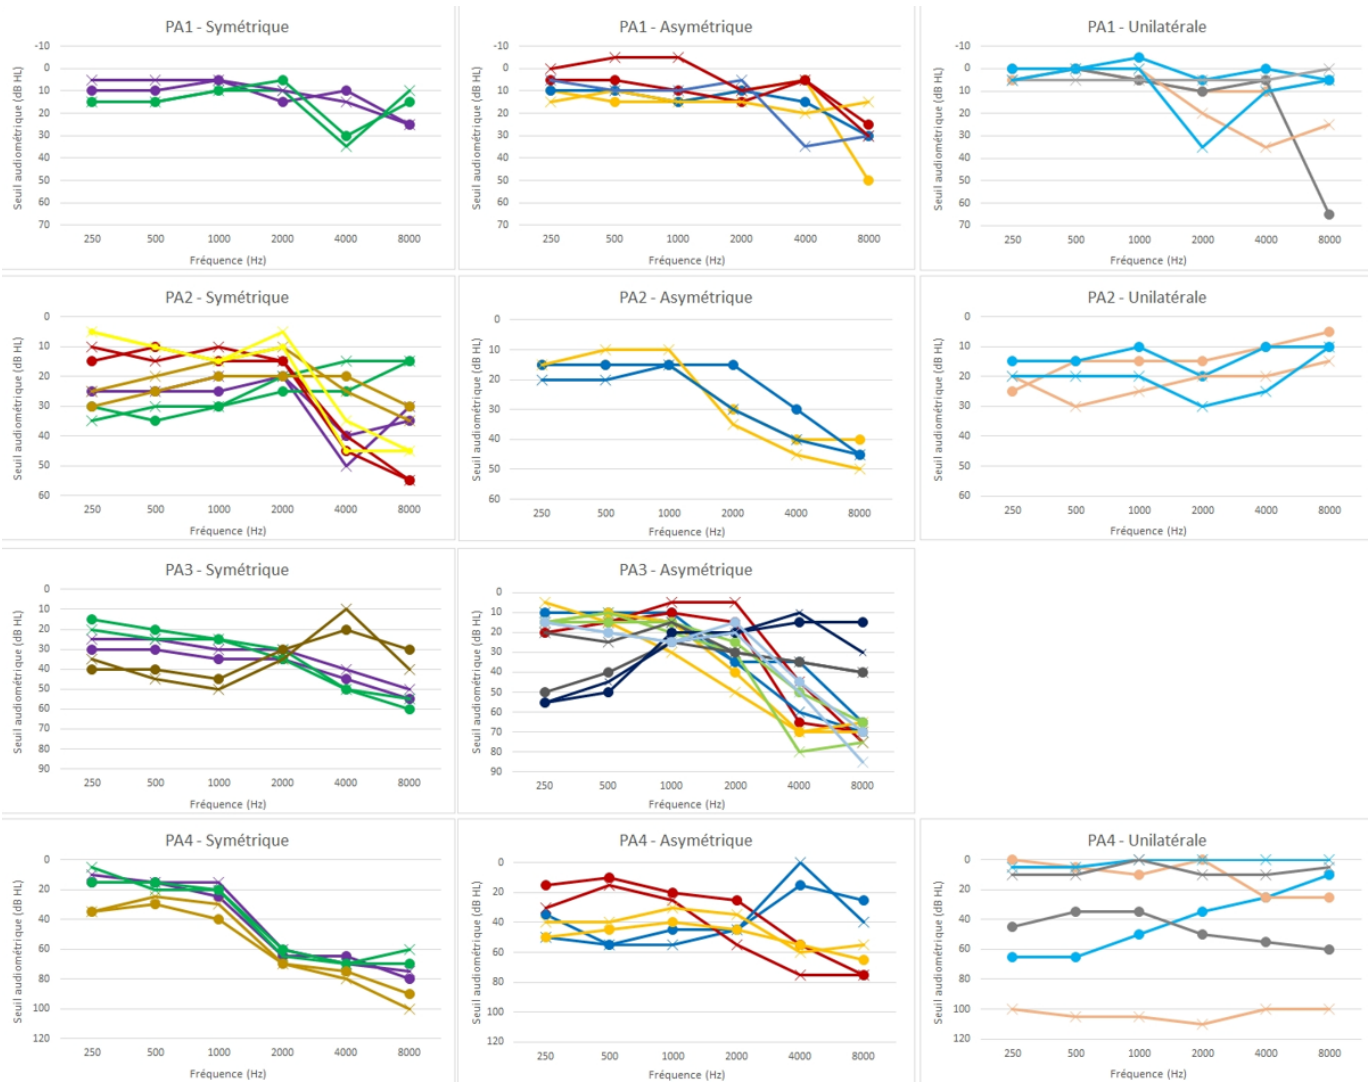 PA1 - Symétrique
Seuil audiométrique (dB HL)
-10
0
10
20
30
40
50
60
70
250 500 1000 2000 4000 8000
Fréquence (Hz)
PA1 - Asymétrique
Seuil audiométrique (dB HL)
-10
0
10
20
30
40
50
60
70
250 500 1000 2000 4000 8000
Fréquence (Hz)
PA1 - Unilatérale
Seuil audiométrique (dB HL)
-10
0
10
20
30
40
50
60
70
250 500 1000 2000 4000 8000
Fréquence (Hz)
PA2 - Symétrique
Seuil audiométrique (dB HL)
0
10
20
30
40
50
60
250 500 1000 2000 4000 8000
Fréquence (Hz)
PA2 - Asymétrique
Seuil audiométrique (dB HL)
0
10
20
30
40
50
60
250 500 1000 2000 4000 8000
Fréquence (Hz)
PA2 - Unilatérale
Seuil audiométrique (dB HL)
0
10
20
30
40
50
60
250 500 1000 2000 4000 8000
Fréquence (Hz)
PA3 - Symétrique
Seuil audiométrique (dB HL)
0
10
20
30
40
50
60
70
80
90
250 500 1000 2000 4000 8000
Fréquence (Hz)
PA3 - Asymétrique
Seuil audiométrique (dB HL)
0
10
20
30
40
50
60
70
80
90
250 500 1000 2000 4000 8000
Fréquence (Hz)
PA4 - Symétrique
Seuil audiométrique (dB HL)
0
20
40
60
80
100
120
250 500 1000 2000 4000 8000
Fréquence (Hz)
PA4 - Asymétrique
Seuil audiométrique (dB HL)
0
20
40
60
80
100
120
250 500 1000 2000 4000 8000
Fréquence (Hz)
PA4 - Unilatérale
Seuil audiométrique (dB HL)
0
20
40
60
80
100
120
250 500 1000 2000 4000 8000
Fréquence (Hz)